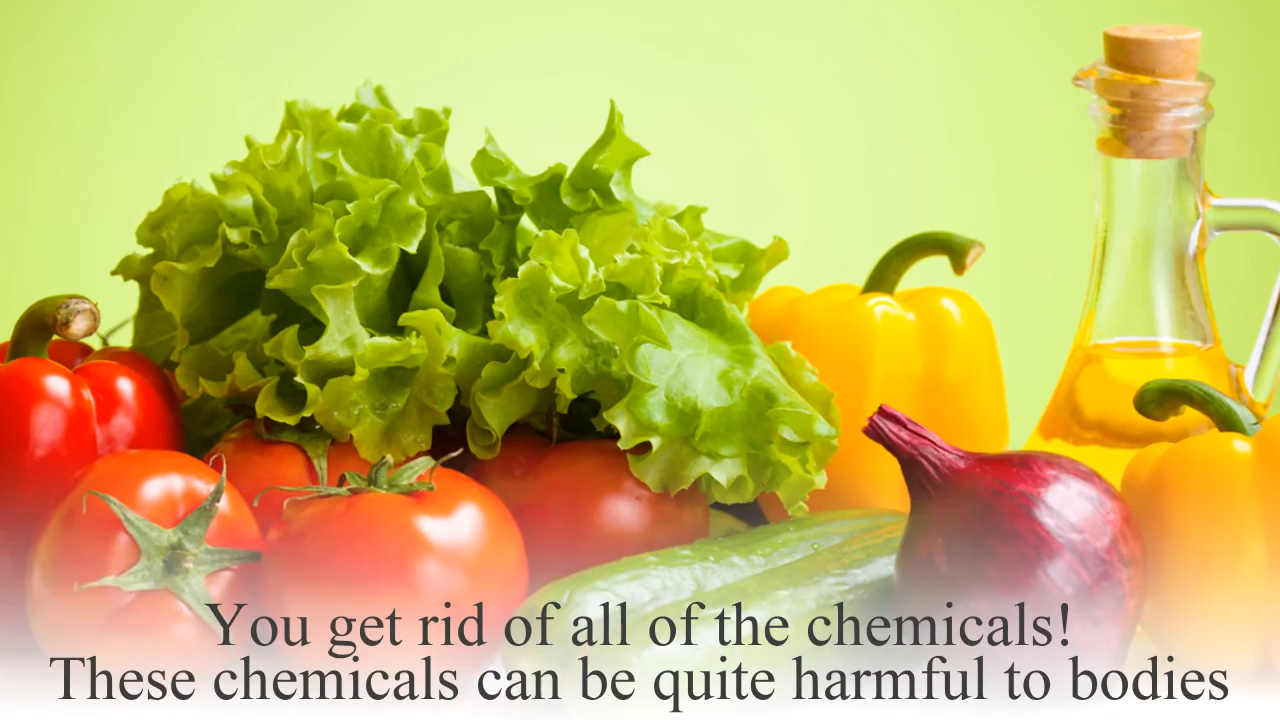 You get rid of all of the chemicals!
These chemicals can be quite harmful to bodies